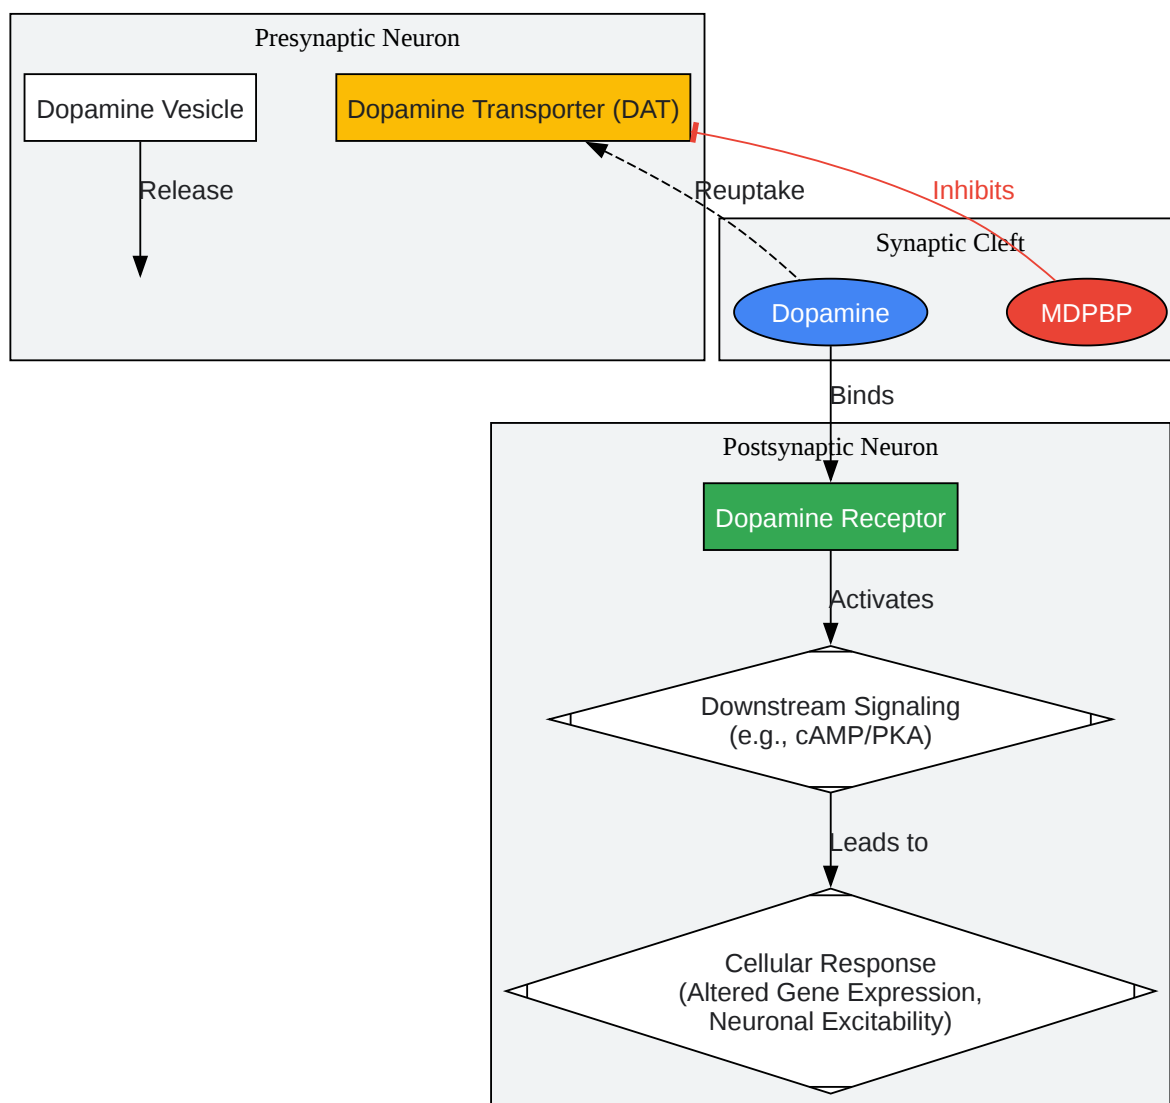 Presynaptic Neuron
Dopamine Vesicle
Dopamine Transporter (DAT)
Release
Reuptake
Inhibits
Synaptic Cleft
Dopamine
MDPBP
Binds
Postsynaptic Neuron
Dopamine Receptor
Activates
Downstream Signaling
(e.g., cAMP/PKA)
Leads to
Cellular Response
(Altered Gene Expression,
Neuronal Excitability)